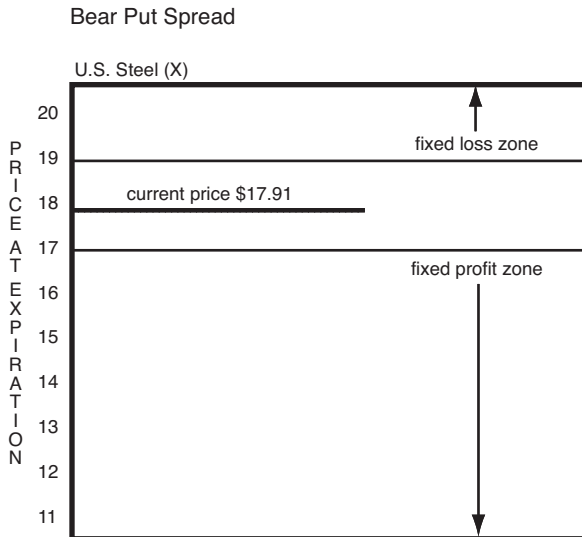 Bear Put Spread
U.S. Steel (X)
PRICE AT EXPIRATION
20
fixed loss zone
19
current price $17.91
18
17
fixed profit zone
16
15
14
13
12
11